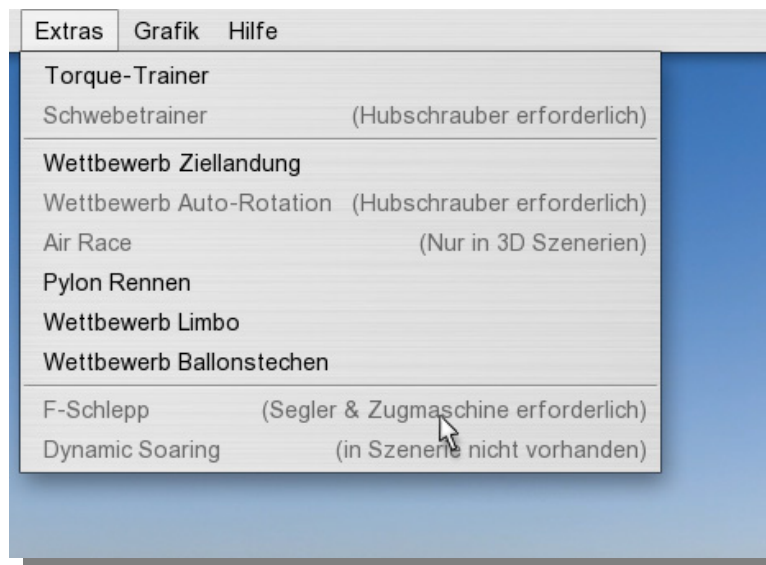 Extras Grafik Hilfe
Torque-Trainer
Schwebetrainer (Hubschrauber erforderlich)
Wettbewerb Ziellandung
Wettbewerb Auto-Rotation (Hubschrauber erforderlich)
Air Race (Nur in 3D Szenerien)
Pylon Rennen
Wettbewerb Limbo
Wettbewerb Ballonstechen
F-Schlepp (Segler & Zugmaschine erforderlich)
Dynamic Soaring (in Szenerie nicht vorhanden)